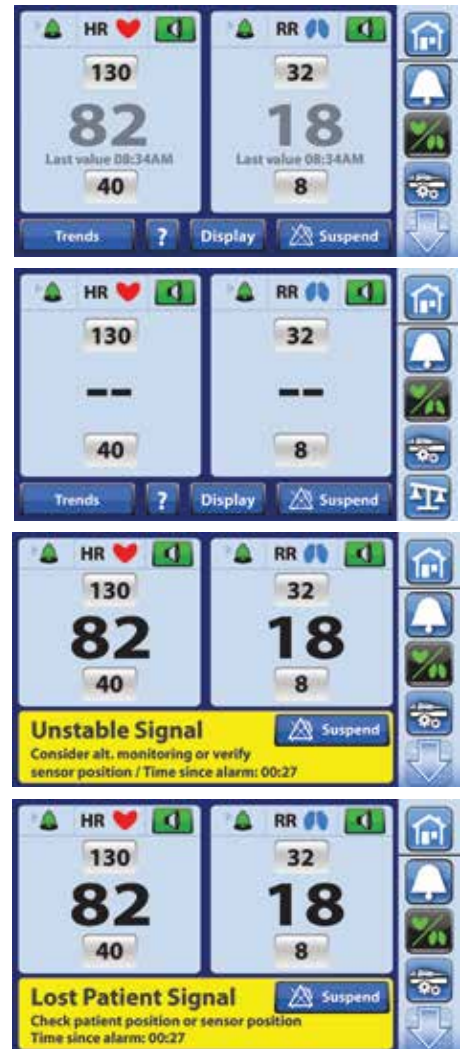 HR RR
130 32
82 18
Last value 08:34AM Last value 08:34AM
40 8
Trends ? Display Suspend
HR RR
130 32
-- --
40 8
Trends ? Display Suspend
HR RR
130 32
82 18
40 8
Unstable Signal Suspend
Consider alt. monitoring or verify
sensor position / Time since alarm: 00:27
HR RR
130 32
82 18
40 8
Lost Patient Signal Suspend
Check patient position or sensor position
Time since alarm: 00:27